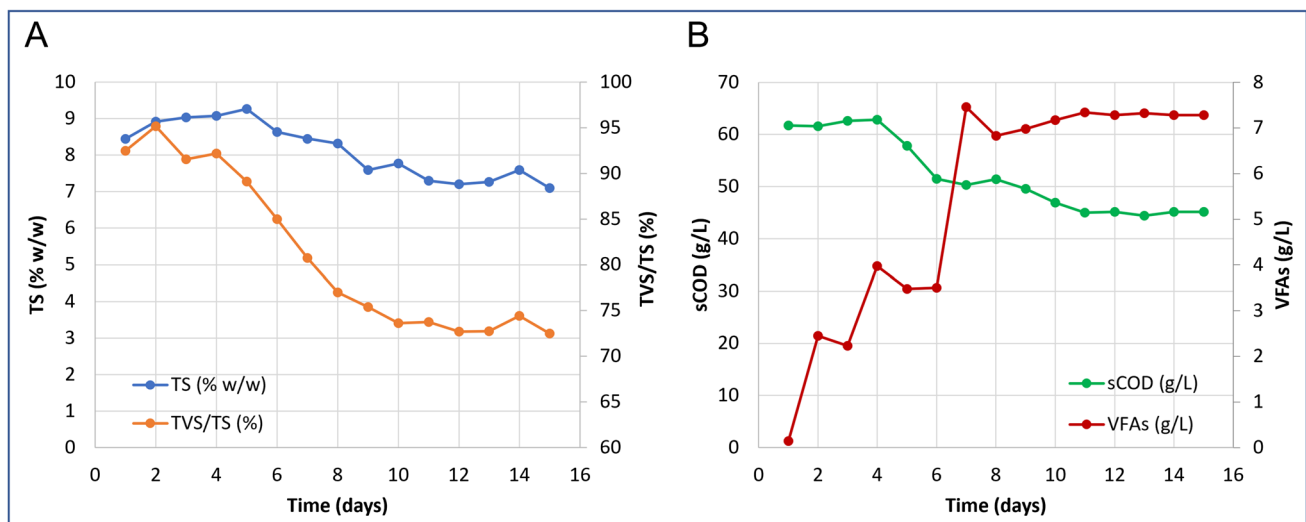 A
10
9
8
7
6
5
4
3
2
1
0
TS (% w/w)
100
95
90
85
80
75
70
65
60
TVS/TS (%)
TS (% w/w)
TVS/TS (%)
0 2 4 6 8 10 12 14 16
Time (days)
B
70
60
50
40
30
20
10
0
sCOD (g/L)
8
7
6
5
4
3
2
1
0
VFAs (g/L)
sCOD (g/L)
VFAs (g/L)
0 2 4 6 8 10 12 14 16
Time (days)